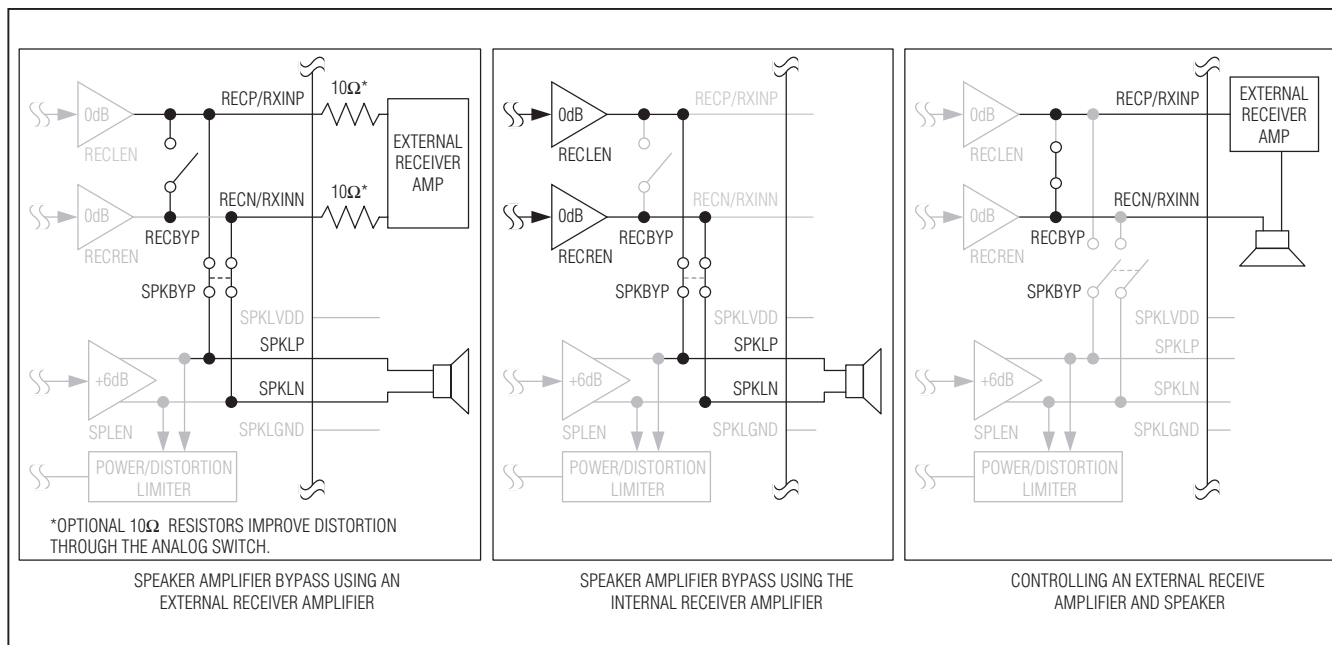 10Ω*
RECP/RXINP
0dB
RECLEN
EXTERNAL
RECEIVER
AMP
10Ω*
RECN/RXINN
0dB
RECBYP
RECREN
SPKBYP
SPKLVDD
SPKLP
+6dB
SPKLN
SPLEN
SPKLGND
POWER/DISTORTION
LIMITER
*OPTIONAL 10Ω RESISTORS IMPROVE DISTORTION
THROUGH THE ANALOG SWITCH.
SPEAKER AMPLIFIER BYPASS USING AN
EXTERNAL RECEIVER AMPLIFIER
RECP/RXINP
0dB
RECLEN
RECN/RXINN
0dB
RECBYP
RECREN
SPKBYP
SPKLVDD
SPKLP
+6dB
SPKLN
SPLEN
SPKLGND
POWER/DISTORTION
LIMITER
SPEAKER AMPLIFIER BYPASS USING THE
INTERNAL RECEIVER AMPLIFIER
RECP/RXINP
EXTERNAL
RECEIVER
AMP
0dB
RECLEN
RECN/RXINN
0dB
RECBYP
RECREN
SPKBYP
SPKLVDD
SPKLP
+6dB
SPKLN
SPLEN
SPKLGND
POWER/DISTORTION
LIMITER
CONTROLLING AN EXTERNAL RECEIVE
AMPLIFIER AND SPEAKER